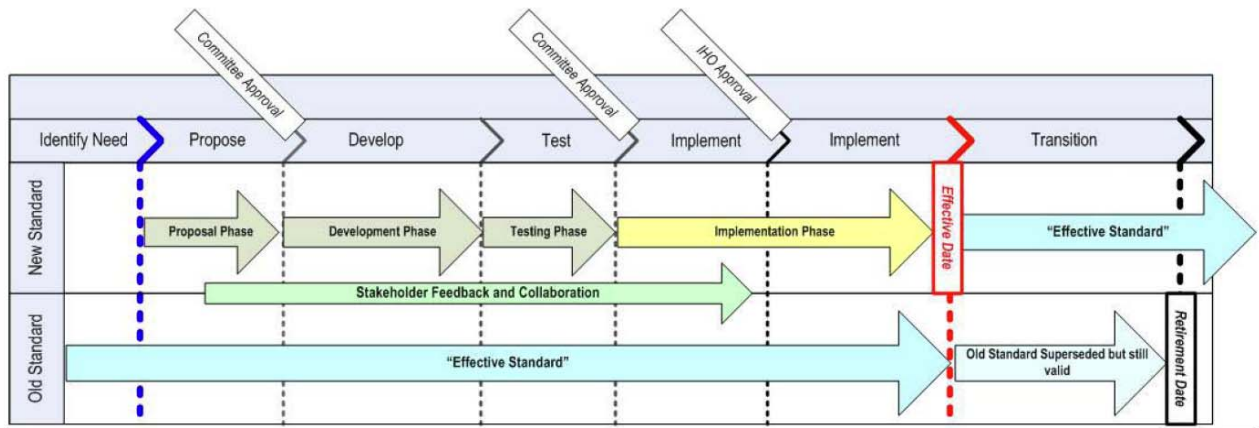 Committee Approval
Committee Approval
IHO Approval
Identify Need
Propose
Develop
Test
Implement
Implement
Transition
New Standard
Proposal Phase
Development Phase
Testing Phase
Implementation Phase
Effective Date
“Effective Standard”
Stakeholder Feedback and Collaboration
Old Standard
“Effective Standard”
Old Standard Superseded but still
valid
Retirement Date